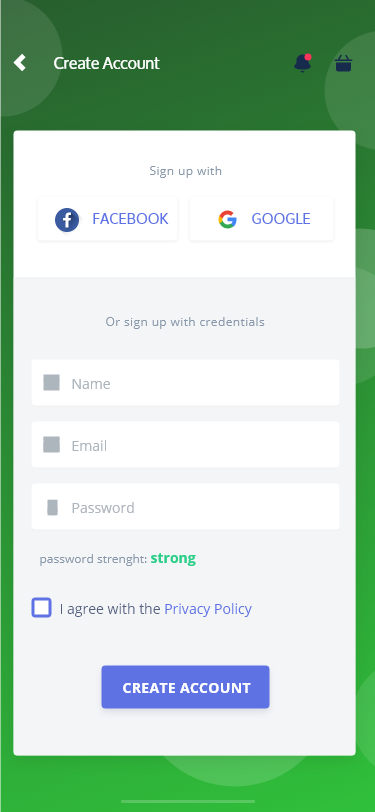 Create Account
Sign up with
FACEBOOK GOOGLE
Or sign up with credentials
Name
Email
Password
password strenght: strong
I agree with the Privacy Policy
CREATE ACCOUNT